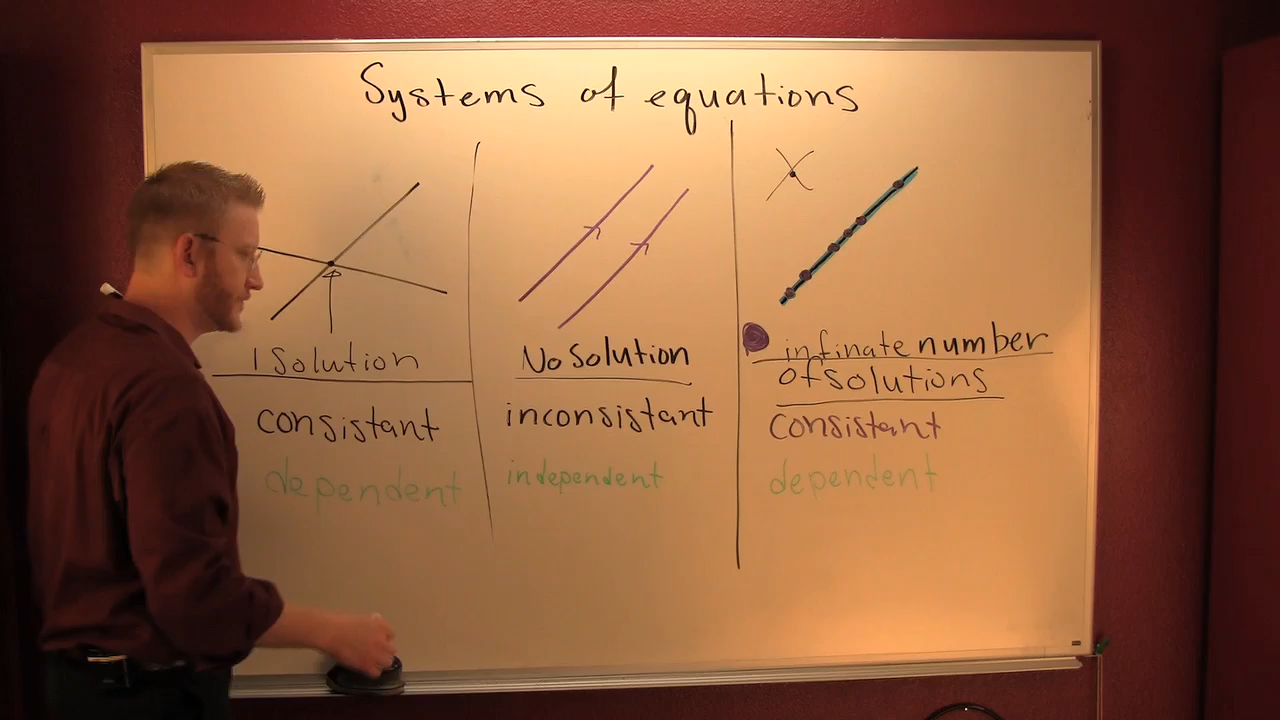 Systems of equations
1 Solution
consistant
dependent
No Solution
inconsistant
independent
infinate number
of solutions
consistant
dependent